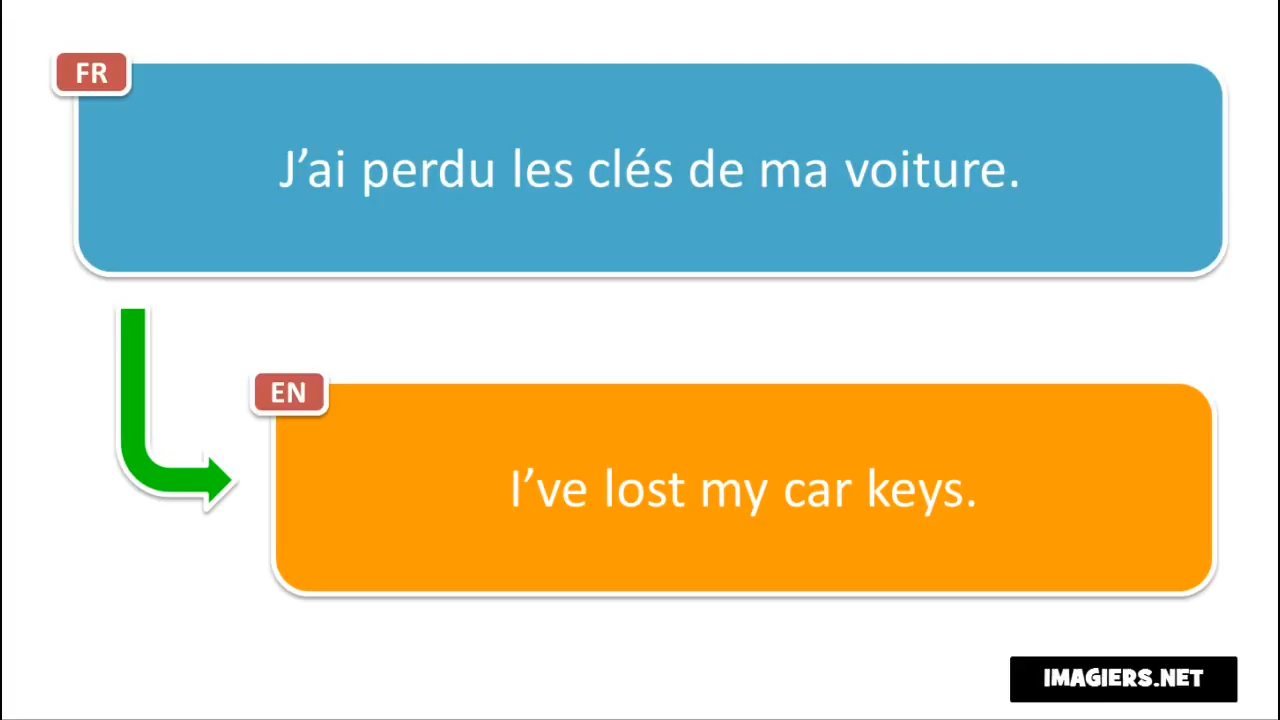 FR
J’ai perdu les clés de ma voiture.
EN
I’ve lost my car keys.
IMAGIERS.NET